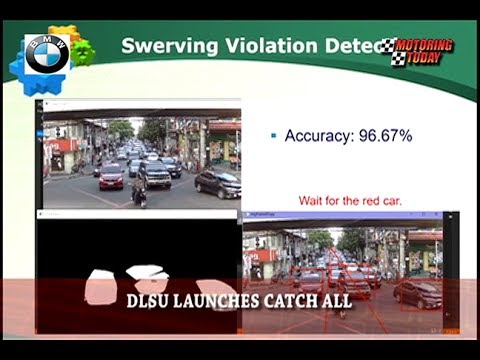 BMW
Swerving Violation Detec
MOTORING
TODAY
Accuracy: 96.67%
Wait for the red car.
DLSU LAUNCHES CATCH ALL